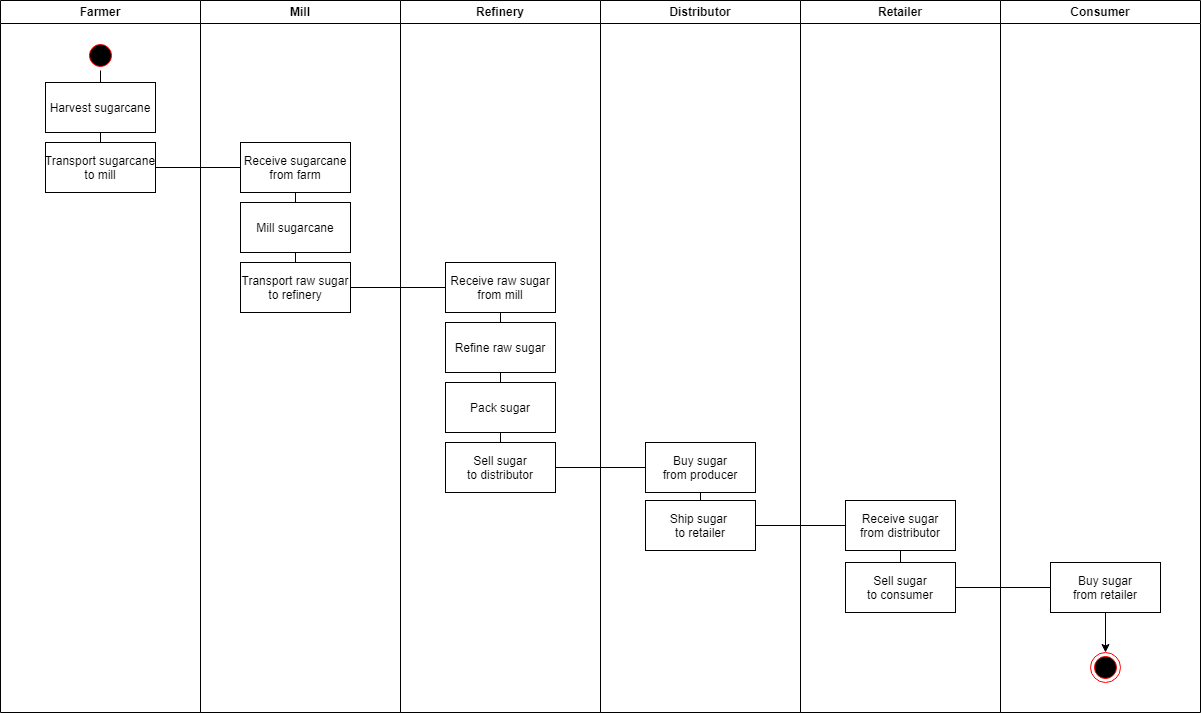 Farmer
Mill
Refinery
Distributor
Retailer
Consumer
Harvest sugarcane
Transport sugarcane
to mill
Receive sugarcane
from farm
Mill sugarcane
Transport raw sugar
to refinery
Receive raw sugar
from mill
Refine raw sugar
Pack sugar
Sell sugar
to distributor
Buy sugar
from producer
Ship sugar
to retailer
Receive sugar
from distributor
Sell sugar
to consumer
Buy sugar
from retailer